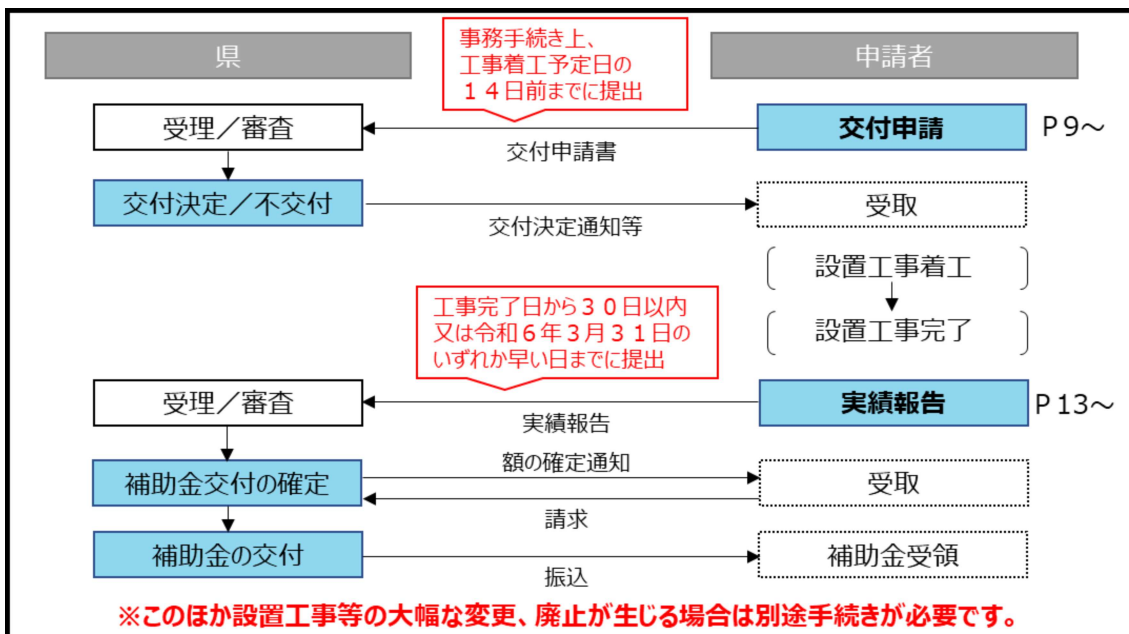 県
事務手続き上、
工事着工予定日の
１４日前までに提出
申請者
受理／審査
交付申請書
交付申請
Ｐ9～
交付決定／不交付
交付決定通知等
受取
設置工事着工
設置工事完了
工事完了日から３０日以内
又は令和６年３月３１日の
いずれか早い日までに提出
受理／審査
実績報告
実績報告
Ｐ13～
補助金交付の確定
額の確定通知
請求
受取
補助金の交付
振込
補助金受領
※このほか設置工事等の大幅な変更、廃止が生じる場合は別途手続きが必要です。